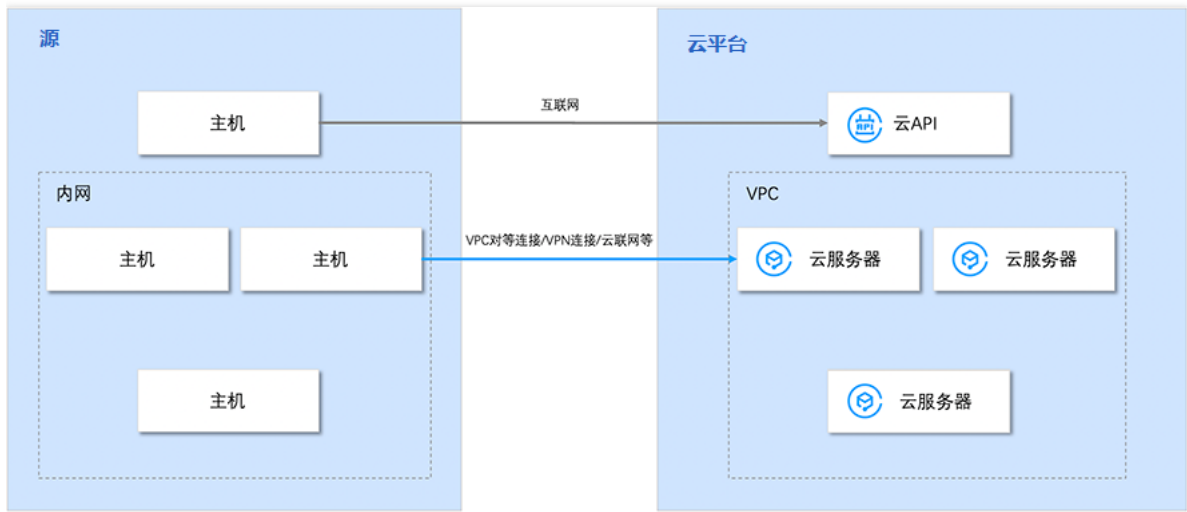 源
云平台
主机
互联网
API
云API
内网
VPC
主机
主机
VPC对等连接/VPN连接/云联网等
云服务器
云服务器
主机
云服务器